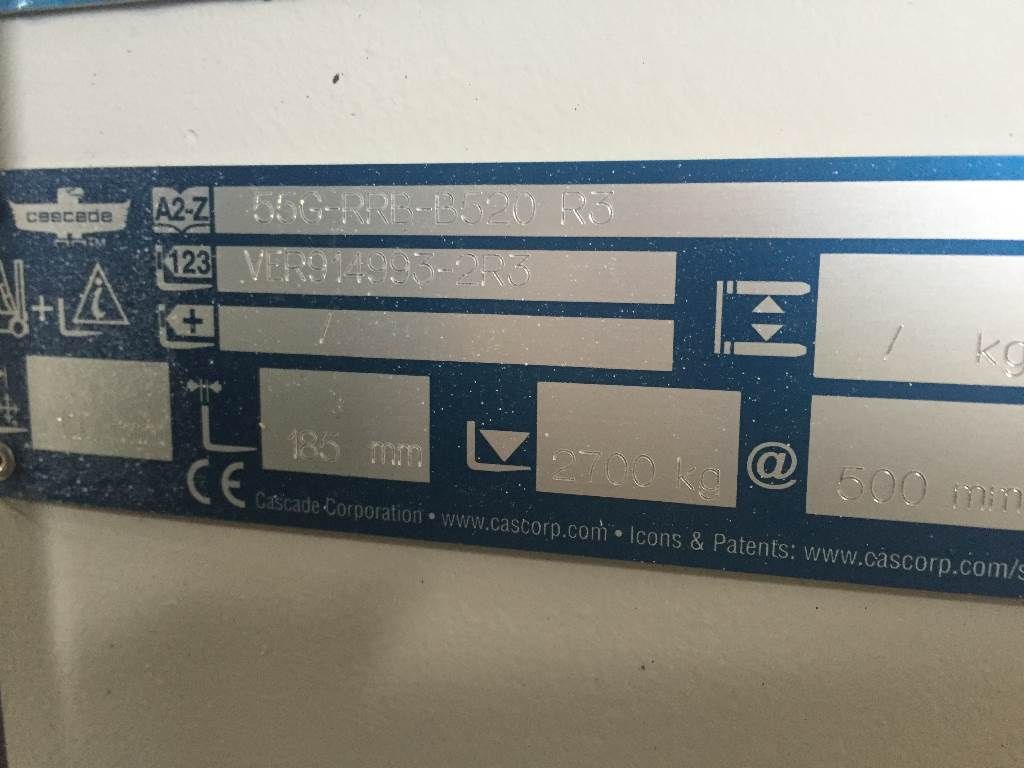 cascade
TM
A2-Z 55G-RRB-B520 R3
123 VER914993-2R3
+ /
/ kg
185 mm
2700 kg @ 500 mm
CE
Cascade Corporation • www.cascorp.com • Icons & Patents: www.cascorp.com/s